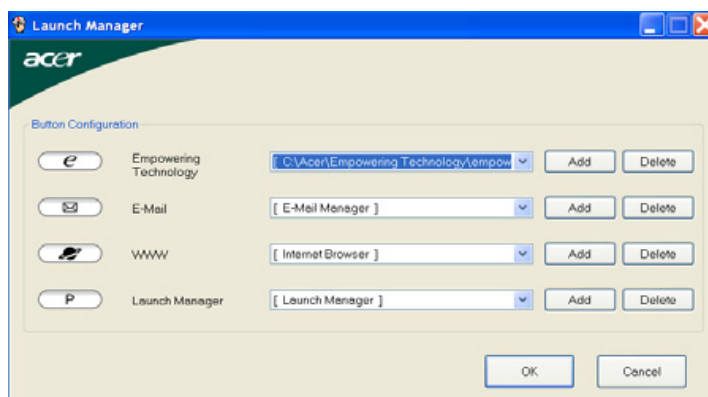 Launch Manager
acer
Button Configuration
e
Empowering
Technology
[ C:\Acer\Empowering Technology\empow
Add
Delete
E-Mail
[ E-Mail Manager ]
Add
Delete
WWW
[ Internet Browser ]
Add
Delete
P
Launch Manager
[ Launch Manager ]
Add
Delete
OK
Cancel